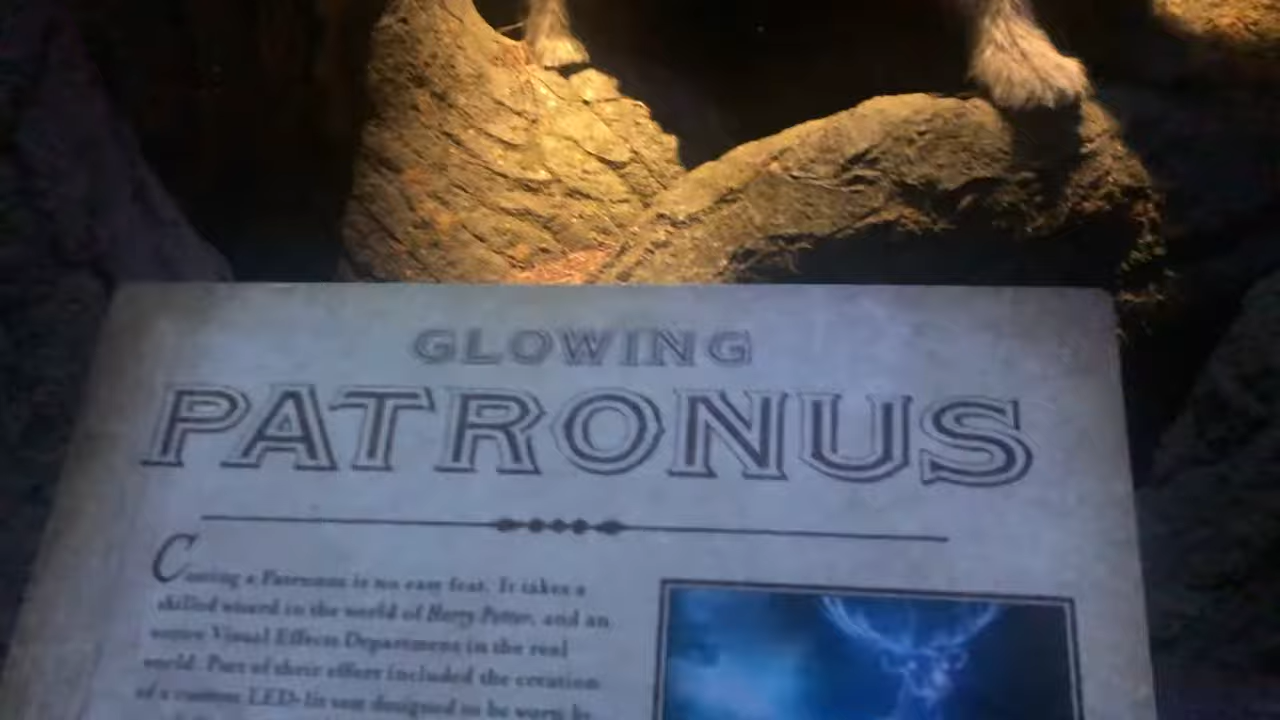 GLOWING
PATRONUS
Casting a Patronus is no easy feat. It takes a
skilled wizard in the world of Harry Potter, and an
entire Visual Effects Department in the real
world. Part of their effort included the creation
of a custom LED-lit vest designed to be worn by